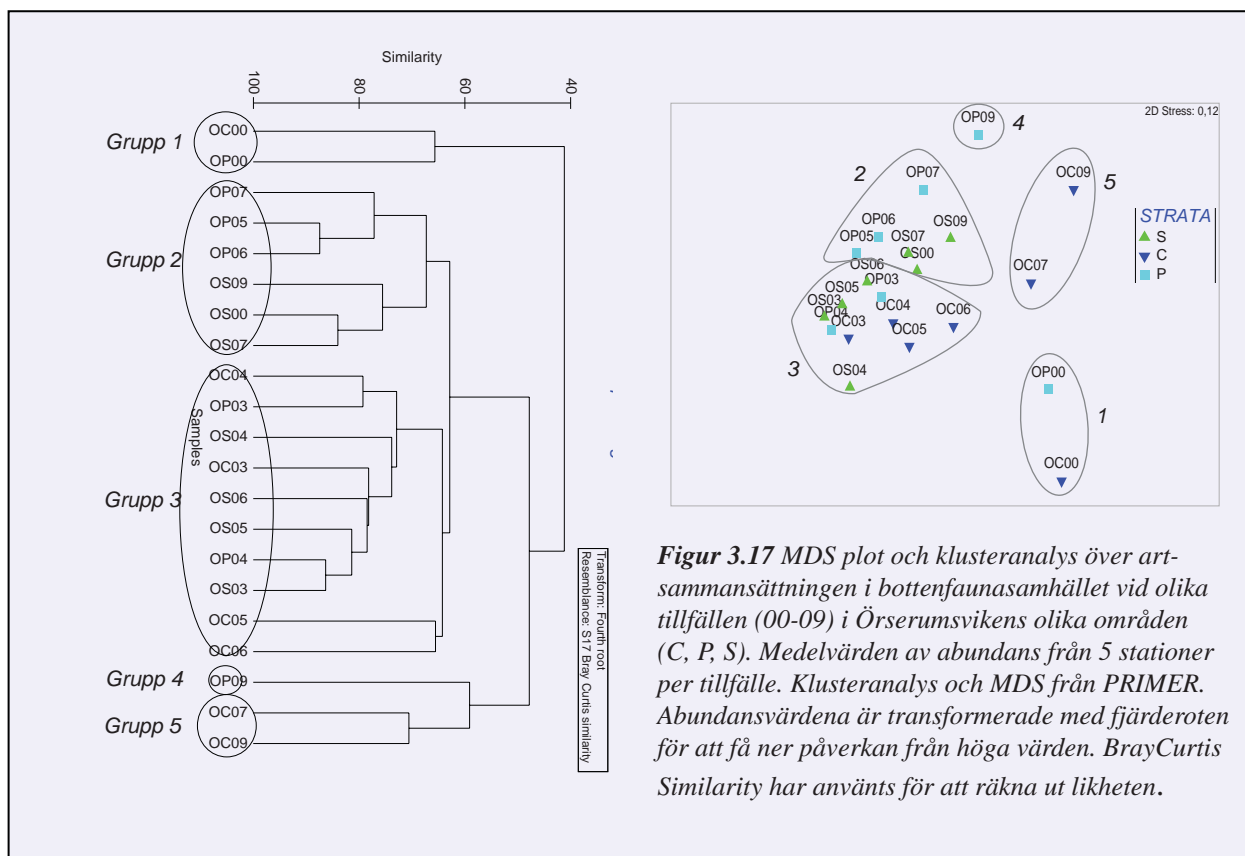 Similarity
100
80
60
40
Grupp 1
OC00
OP00
Grupp 2
OP07
OP05
OP06
OS09
OS00
OS07
Grupp 3
Samples
OC04
OP03
OS04
OC03
OS06
OS05
OP04
OS03
OC05
OC06
Grupp 4
OP09
Grupp 5
OC07
OC09
Transform: Fourth root
Resemblance: S17 Bray Curtis similarity
2D Stress: 0,12
OP09
4
2
OP07
OC09
5
OP06
OS09
OP05
OS07
OS00
OC07
OS06
OP03
OS05
OS03
OC04
OC06
OP04
OC03
OC05
3
OS04
OP00
1
OC00
STRATA
S
C
P
Figur 3.17 MDS plot och klusteranalys över art-
sammansättningen i bottenfaunasamhället vid olika
tillfällen (00-09) i Örserumsvikens olika områden
(C, P, S). Medelvärden av abundans från 5 stationer
per tillfälle. Klusteranalys och MDS från PRIMER.
Abundansvärdena är transformerade med fjärderoten
för att få ner påverkan från höga värden. BrayCurtis
Similarity har använts för att räkna ut likheten.